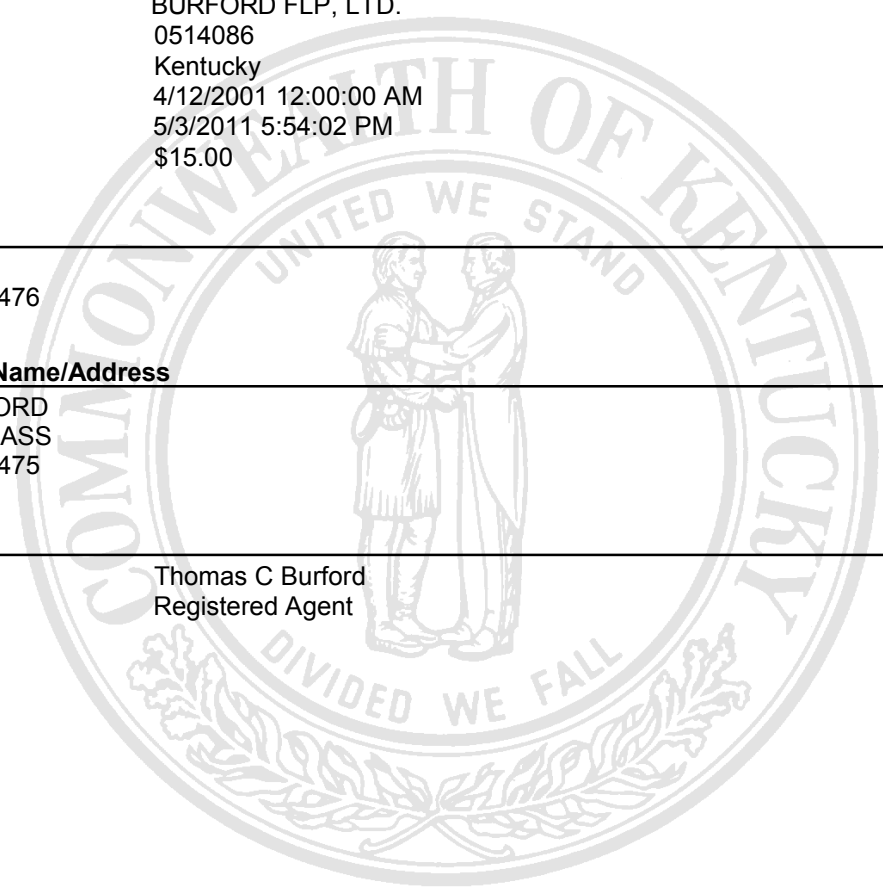 BURFORD FLP, LTD.
0514086
Kentucky
4/12/2001 12:00:00 AM
5/3/2011 5:54:02 PM
$15.00
476
Name/Address
ORD
ASS
475
Thomas C Burford
Registered Agent
COMMONWEALTH OF KENTUCKY
UNITED WE STAND
DIVIDED WE FALL